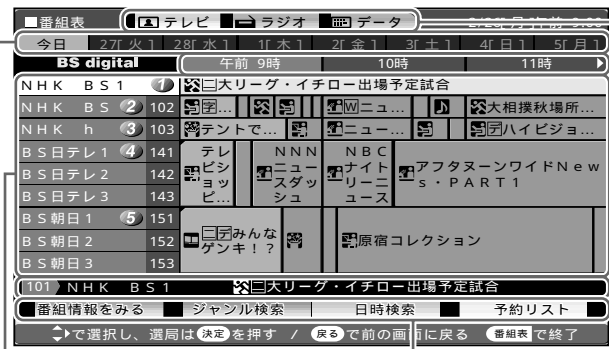 ■番組表 テレビ ラジオ データ
今日 27[火] 28[水] 1[木] 2[金] 3[土] 4[日] 5[月]
BS digital 午前 9時 10時 11時
NHK BS1 1 二大リーグ・イチロー出場予定試合
NHK BS 2 102 字... Wニュ... 大相撲秋場所...
NHK h 3 103 テントで... ニュー... デハイビジョ...
BS日テレ1 4 141 テレビショッピ... NNNニュースダッシュ NBCナイトリーニュース アフタヌーンワイドNews・PART1
BS日テレ2 142
BS日テレ3 143
BS朝日1 5 151 二デみんなゲンキ!? 原宿コレクション
BS朝日2 152
BS朝日3 153
101 NHK BS1 二大リーグ・イチロー出場予定試合
番組情報をみる ジャンル検索 日時検索 予約リスト
で選択し、選局は 決定 を押す / 戻る で前の画面に戻る 番組表 で終了